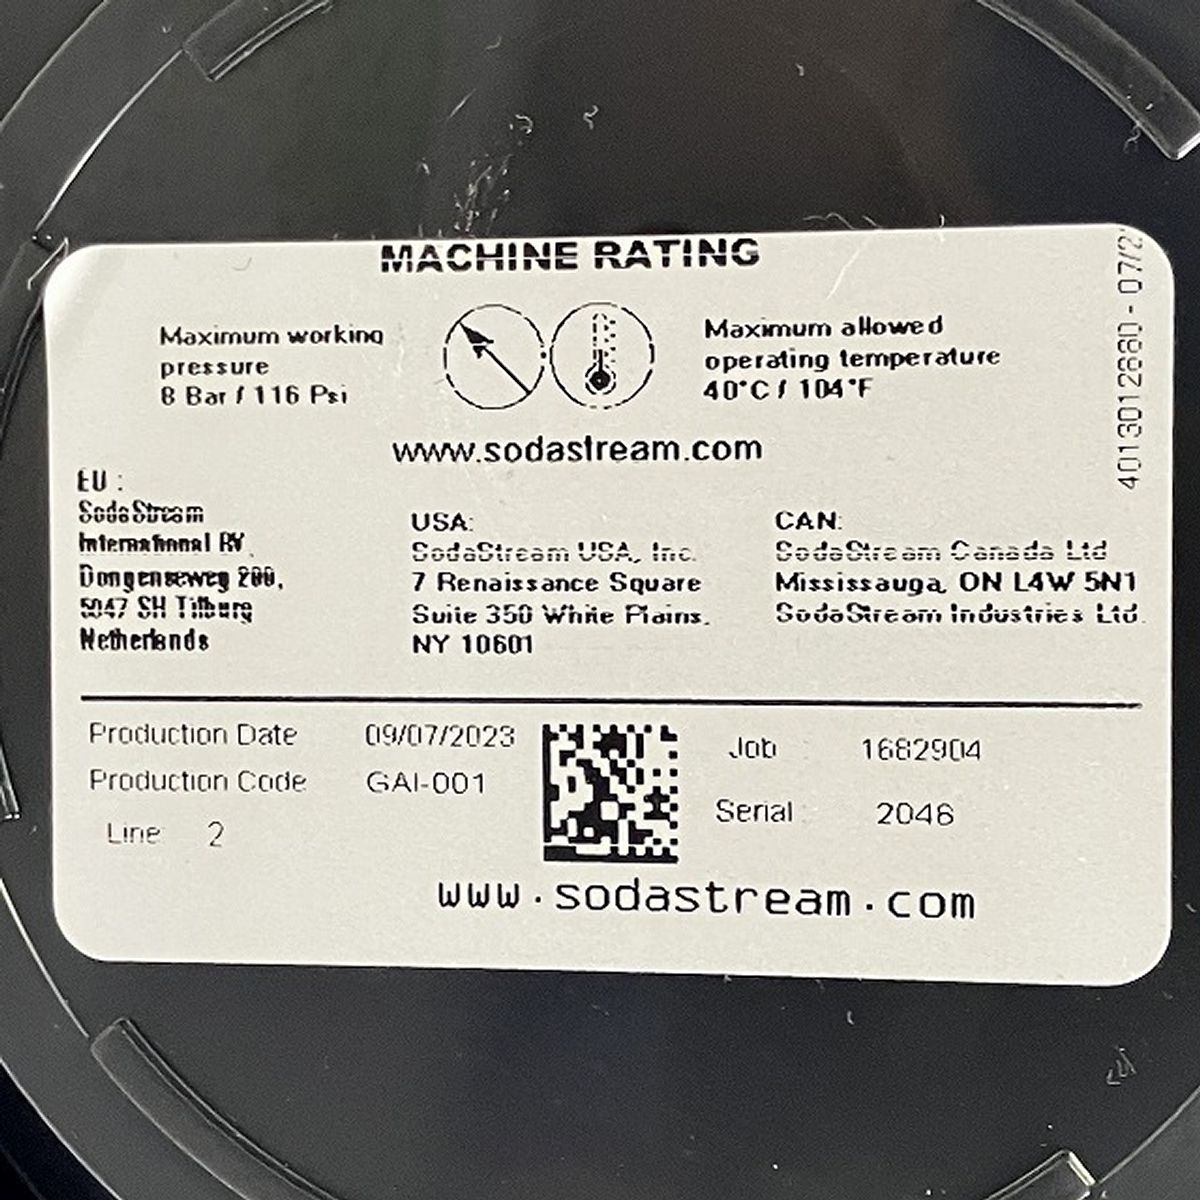 MACHINE RATING
Maximum working
pressure
8 Bar / 116 Psi
Maximum allowed
operating temperature
40°C / 104°F
www.sodastream.com
EU :
SodaStream
International BV
Dongenseweg 200,
5047 SH Tilburg
Netherlands
USA:
SodaStream USA, Inc.
7 Renaissance Square
Suite 350 White Plains,
NY 10601
CAN:
SodaStream Canada Ltd
Mississauga, ON L4W 5N1
SodaStream Industries Ltd.
Production Date 09/07/2023
Production Code GAI-001
Line 2
Job 1682904
Serial 2046
www.sodastream.com